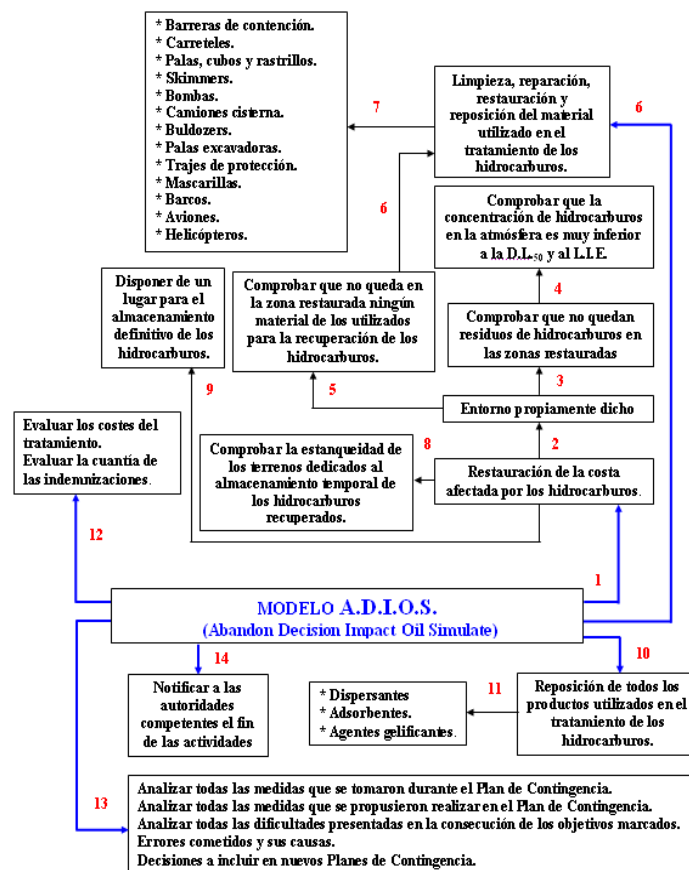 * Barreras de contención.
* Carreteles.
* Palas, cubos y rastrillos.
* Skimmers.
* Bombas.
* Camiones cisterna.
* Buldozers.
* Palas excavadoras.
* Trajes de protección.
* Mascarillas.
* Barcos.
* Aviones.
* Helicópteros.
7
Limpieza, reparación,
restauración y
reposición del material
utilizado en el
tratamiento de los
hidrocarburos.
6
6
Comprobar que la
concentración de hidrocarburos
en la atmósfera es muy inferior
a la D.L.50 y al L.I.E.
4
Disponer de un
lugar para el
almacenamiento
definitivo de los
hidrocarburos.
9
Comprobar que no queda en
la zona restaurada ningún
material de los utilizados
para la recuperación de los
hidrocarburos.
5
Comprobar que no quedan
residuos de hidrocarburos en
las zonas restauradas
3
Entorno propiamente dicho
2
Evaluar los costes del
tratamiento.
Evaluar la cuantía de
las indemnizaciones.
12
Comprobar la estanqueidad de
los terrenos dedicados al
almacenamiento temporal de
los hidrocarburos
recuperados.
8
Restauración de la costa
afectada por los hidrocarburos.
1
MODELO A.D.I.O.S.
(Abandon Decision Impact Oil Simulate)
14
Notificar a las
autoridades
competentes el fin
de las actividades
* Dispersantes
* Adsorbentes.
* Agentes gelificantes.
11
10
Reposición de todos los
productos utilizados en el
tratamiento de los
hidrocarburos.
13
Analizar todas las medidas que se tomaron durante el Plan de Contingencia.
Analizar todas las medidas que se propusieron realizar en el Plan de Contingencia.
Analizar todas las dificultades presentadas en la consecución de los objetivos marcados.
Errores cometidos y sus causas.
Decisiones a incluir en nuevos Planes de Contingencia.